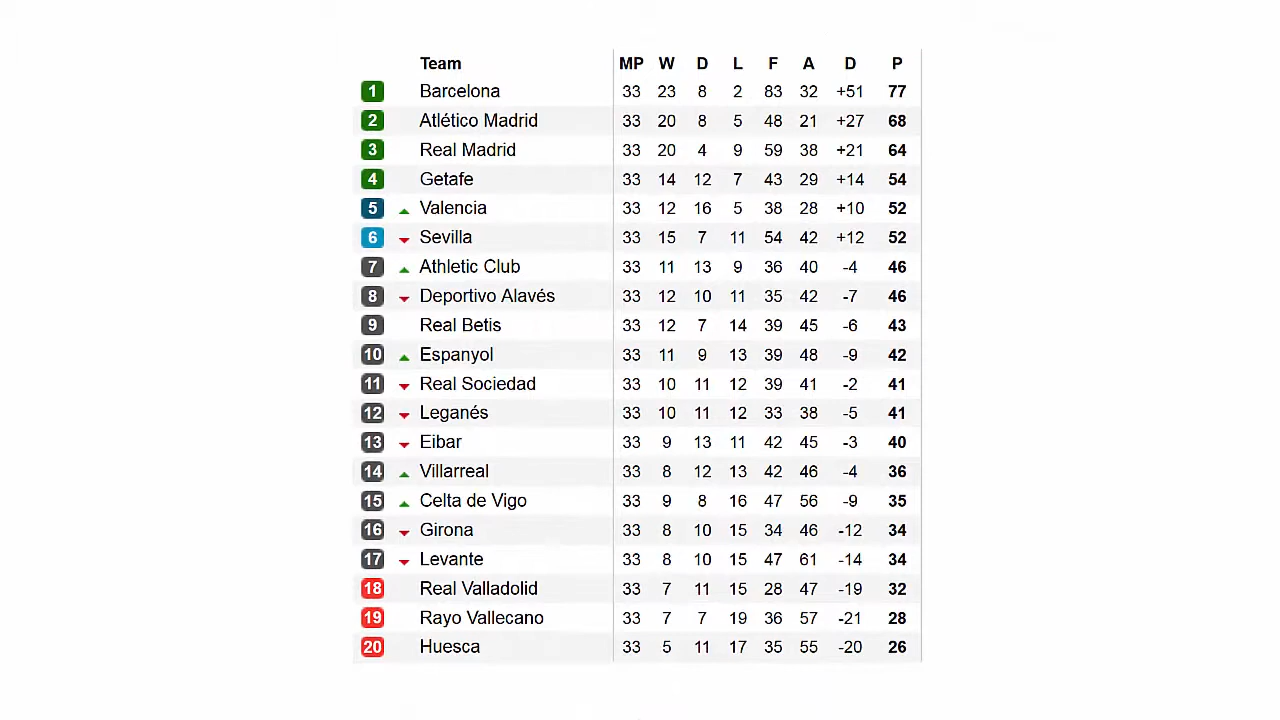 Team MP W D L F A D P
1 Barcelona 33 23 8 2 83 32 +51 77
2 Atlético Madrid 33 20 8 5 48 21 +27 68
3 Real Madrid 33 20 4 9 59 38 +21 64
4 Getafe 33 14 12 7 43 29 +14 54
5 Valencia 33 12 16 5 38 28 +10 52
6 Sevilla 33 15 7 11 54 42 +12 52
7 Athletic Club 33 11 13 9 36 40 -4 46
8 Deportivo Alavés 33 12 10 11 35 42 -7 46
9 Real Betis 33 12 7 14 39 45 -6 43
10 Espanyol 33 11 9 13 39 48 -9 42
11 Real Sociedad 33 10 11 12 39 41 -2 41
12 Leganés 33 10 11 12 33 38 -5 41
13 Eibar 33 9 13 11 42 45 -3 40
14 Villarreal 33 8 12 13 42 46 -4 36
15 Celta de Vigo 33 9 8 16 47 56 -9 35
16 Girona 33 8 10 15 34 46 -12 34
17 Levante 33 8 10 15 47 61 -14 34
18 Real Valladolid 33 7 11 15 28 47 -19 32
19 Rayo Vallecano 33 7 7 19 36 57 -21 28
20 Huesca 33 5 11 17 35 55 -20 26